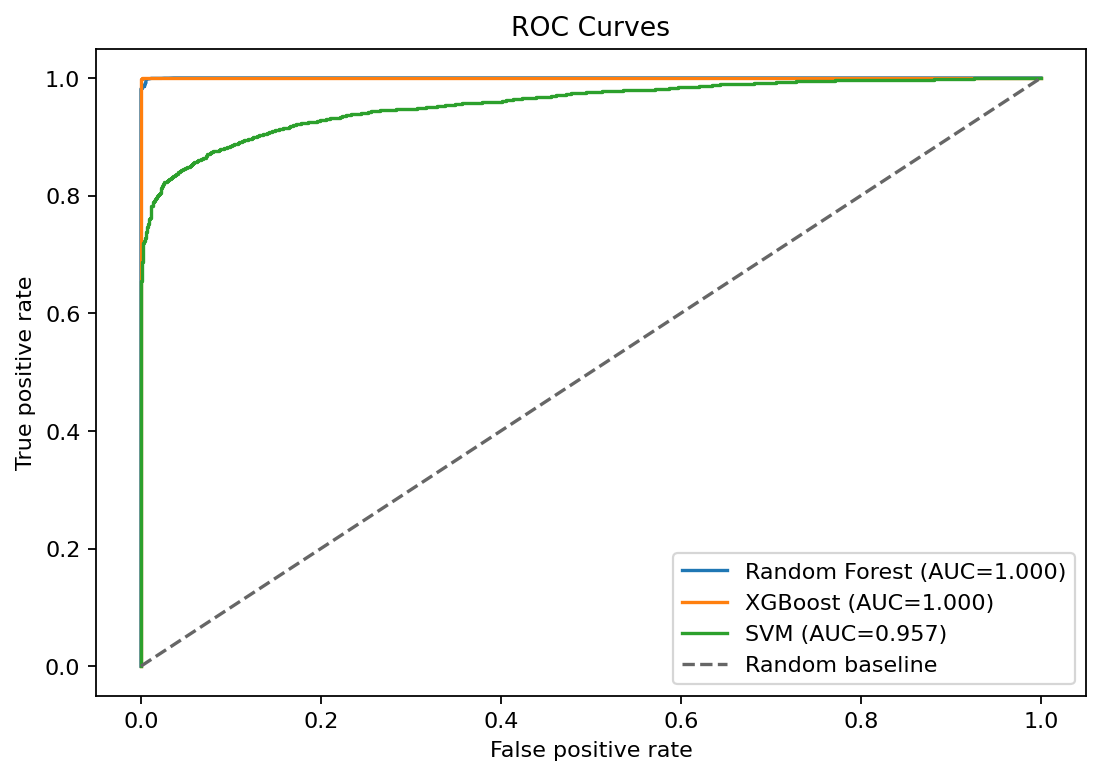 ROC Curves
True positive rate
1.0
0.8
0.6
0.4
0.2
0.0
Random Forest (AUC=1.000)
XGBoost (AUC=1.000)
SVM (AUC=0.957)
Random baseline
0.0 0.2 0.4 0.6 0.8 1.0
False positive rate